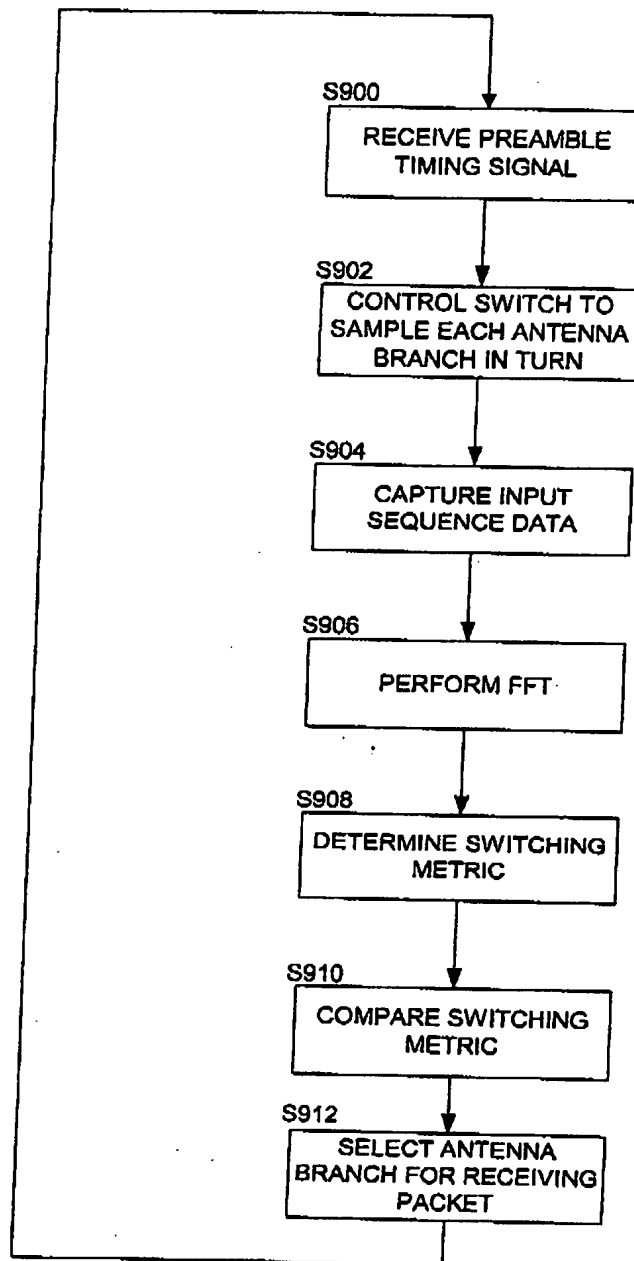 S900
RECEIVE PREAMBLE
TIMING SIGNAL
S902
CONTROL SWITCH TO
SAMPLE EACH ANTENNA
BRANCH IN TURN
S904
CAPTURE INPUT
SEQUENCE DATA
S906
PERFORM FFT
S908
DETERMINE SWITCHING
METRIC
S910
COMPARE SWITCHING
METRIC
S912
SELECT ANTENNA
BRANCH FOR RECEIVING
PACKET